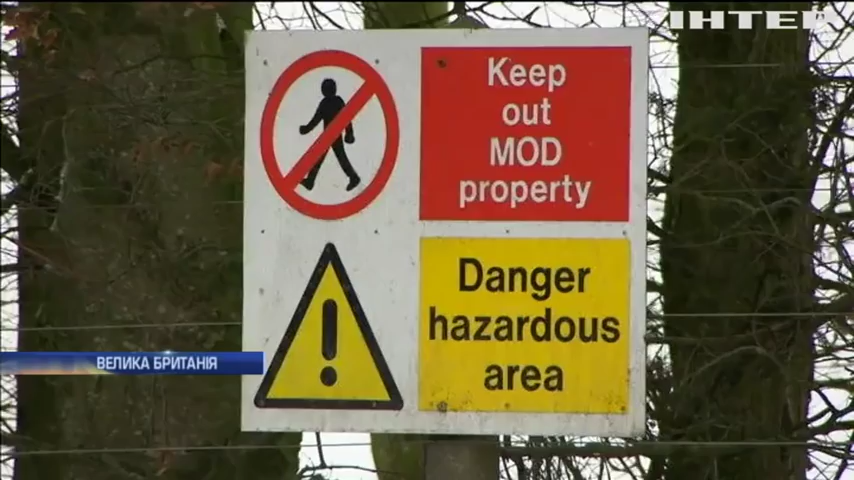 ІНТЕР
Keep
out
MOD
property
Danger
hazardous
area
ВЕЛИКА БРИТАНІЯ